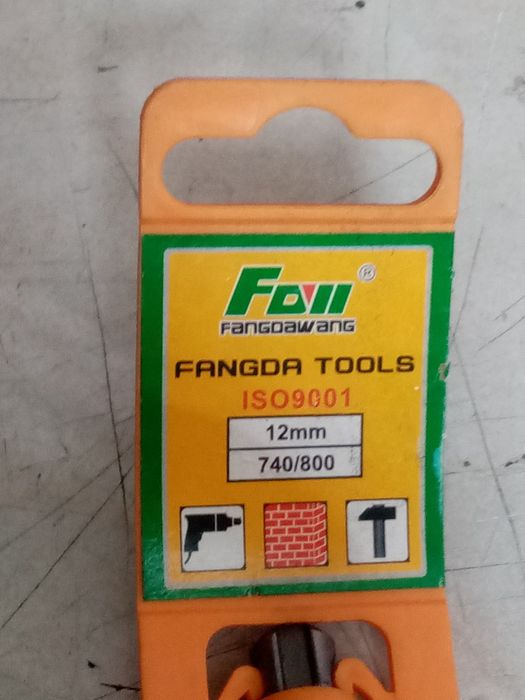 FDW ®
FANGDAWANG
FANGDA TOOLS
ISO9001
12mm
740/800